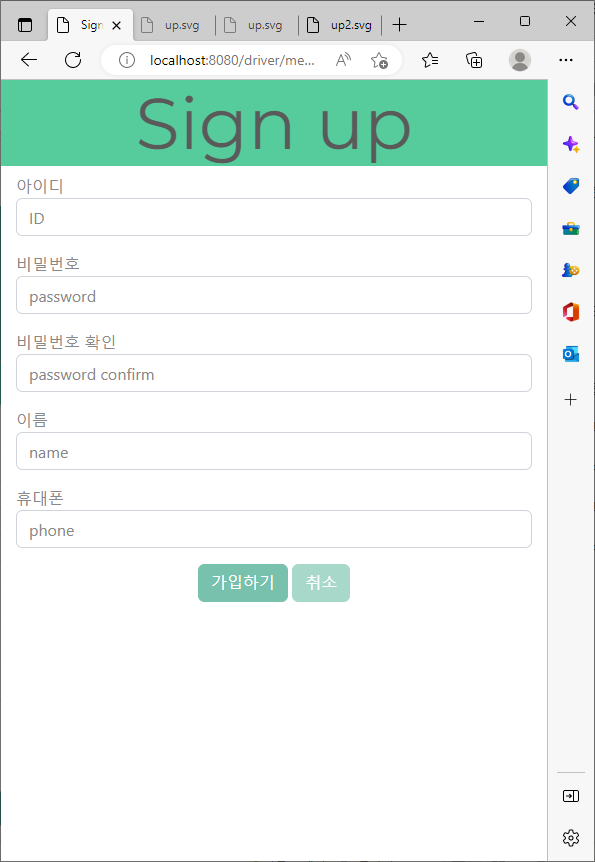 Sign
up.svg
up.svg
up2.svg
localhost:8080/driver/me...
Sign up
아이디
ID
비밀번호
password
비밀번호 확인
password confirm
이름
name
휴대폰
phone
가입하기 취소